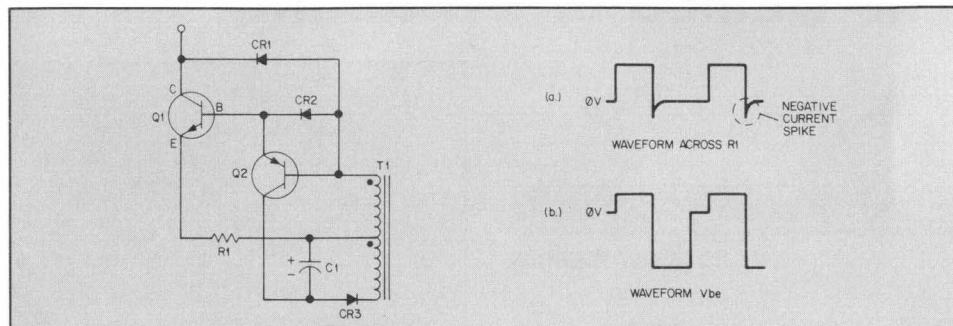 CR1
C
B
CR2
Q1
E
Q2
T1
R1
+
−
C1
CR3
(a.) ØV
NEGATIVE
CURRENT
SPIKE
WAVEFORM ACROSS R1
(b.) ØV
WAVEFORM Vbe